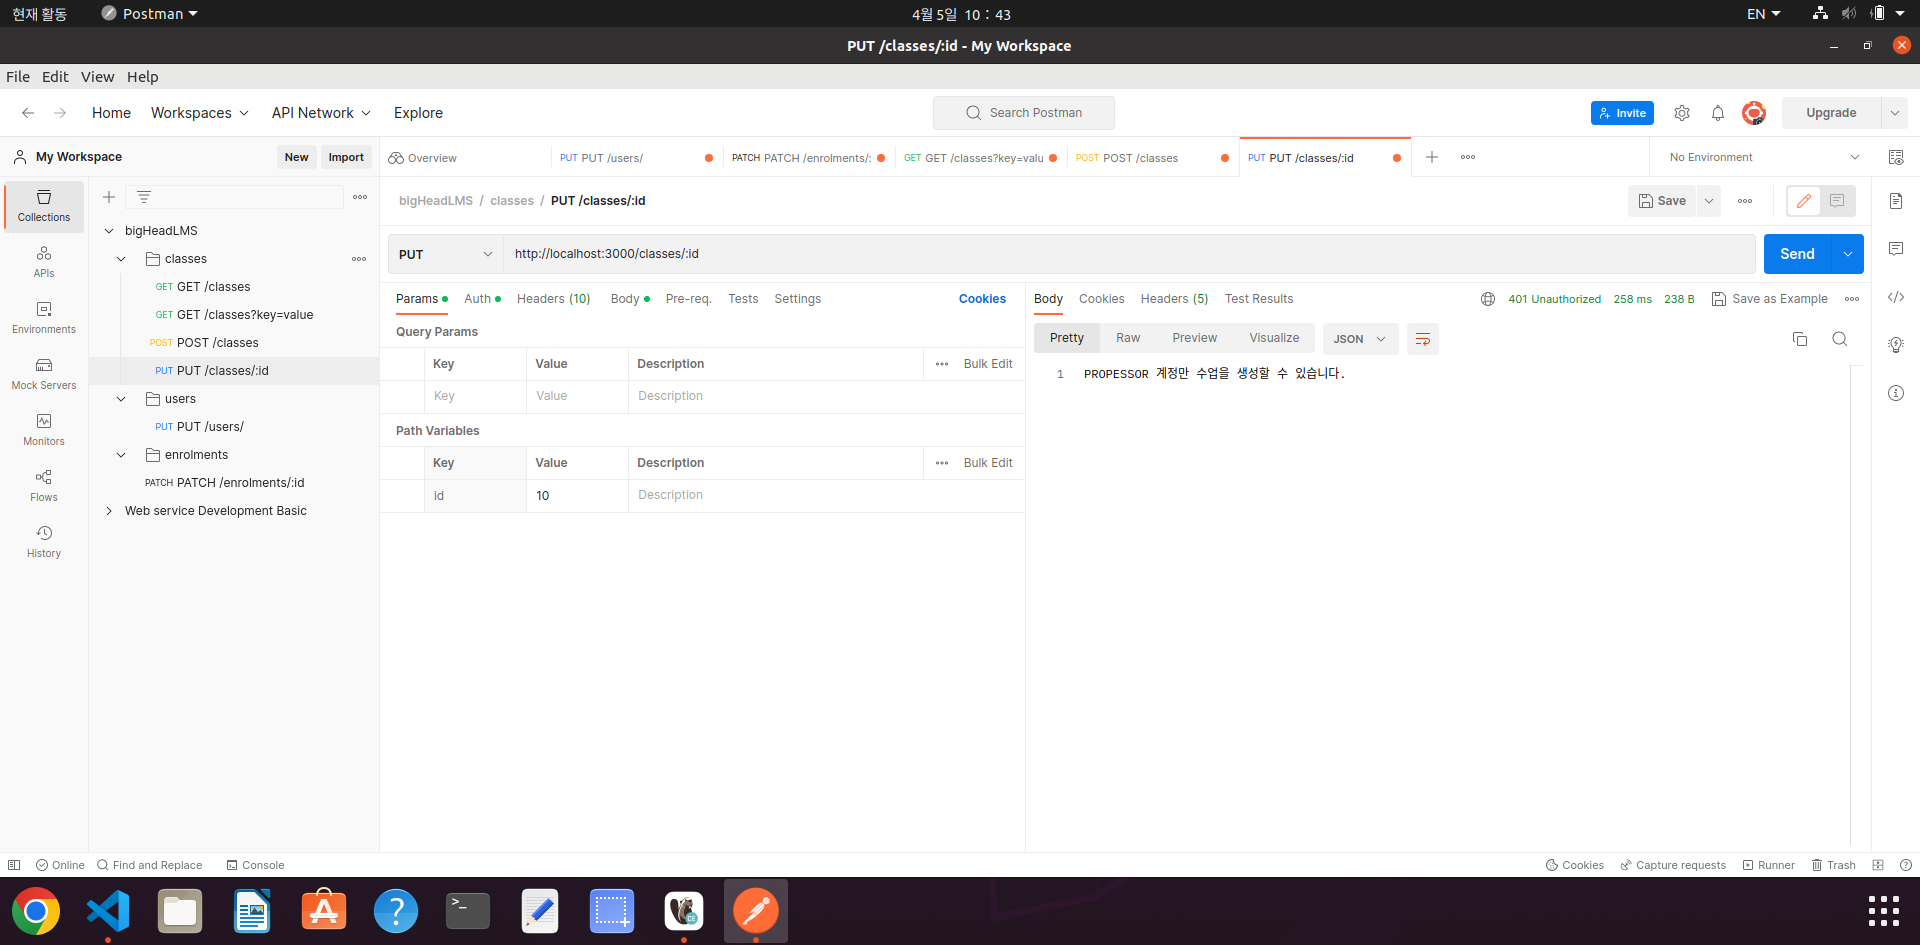 현재 활동
Postman
4월 5일 10 : 43
EN
PUT /classes/:id - My Workspace
File Edit View Help
Home Workspaces API Network Explore
Search Postman
Invite
Upgrade
My Workspace
New Import
Overview
PUT PUT /users/
PATCH PATCH /enrolments/:
GET GET /classes?key=valu
POST POST /classes
PUT PUT /classes/:id
No Environment
Collections
APIs
Environments
Mock Servers
Monitors
Flows
History
bigHeadLMS
classes
GET GET /classes
GET GET /classes?key=value
POST POST /classes
PUT PUT /classes/:id
users
PUT PUT /users/
enrolments
PATCH PATCH /enrolments/:id
Web service Development Basic
bigHeadLMS / classes / PUT /classes/:id
Save
PUT
http://localhost:3000/classes/:id
Send
Params Auth Headers (10) Body Pre-req. Tests Settings
Cookies
Query Params
Key Value Description Bulk Edit
Key Value Description
Path Variables
Key Value Description Bulk Edit
id 10 Description
Body Cookies Headers (5) Test Results
401 Unauthorized 258 ms 238 B Save as Example
Pretty Raw Preview Visualize JSON
1 PROPESSOR 계정만 수업을 생성할 수 있습니다.
Online Find and Replace Console
Cookies Capture requests Runner Trash